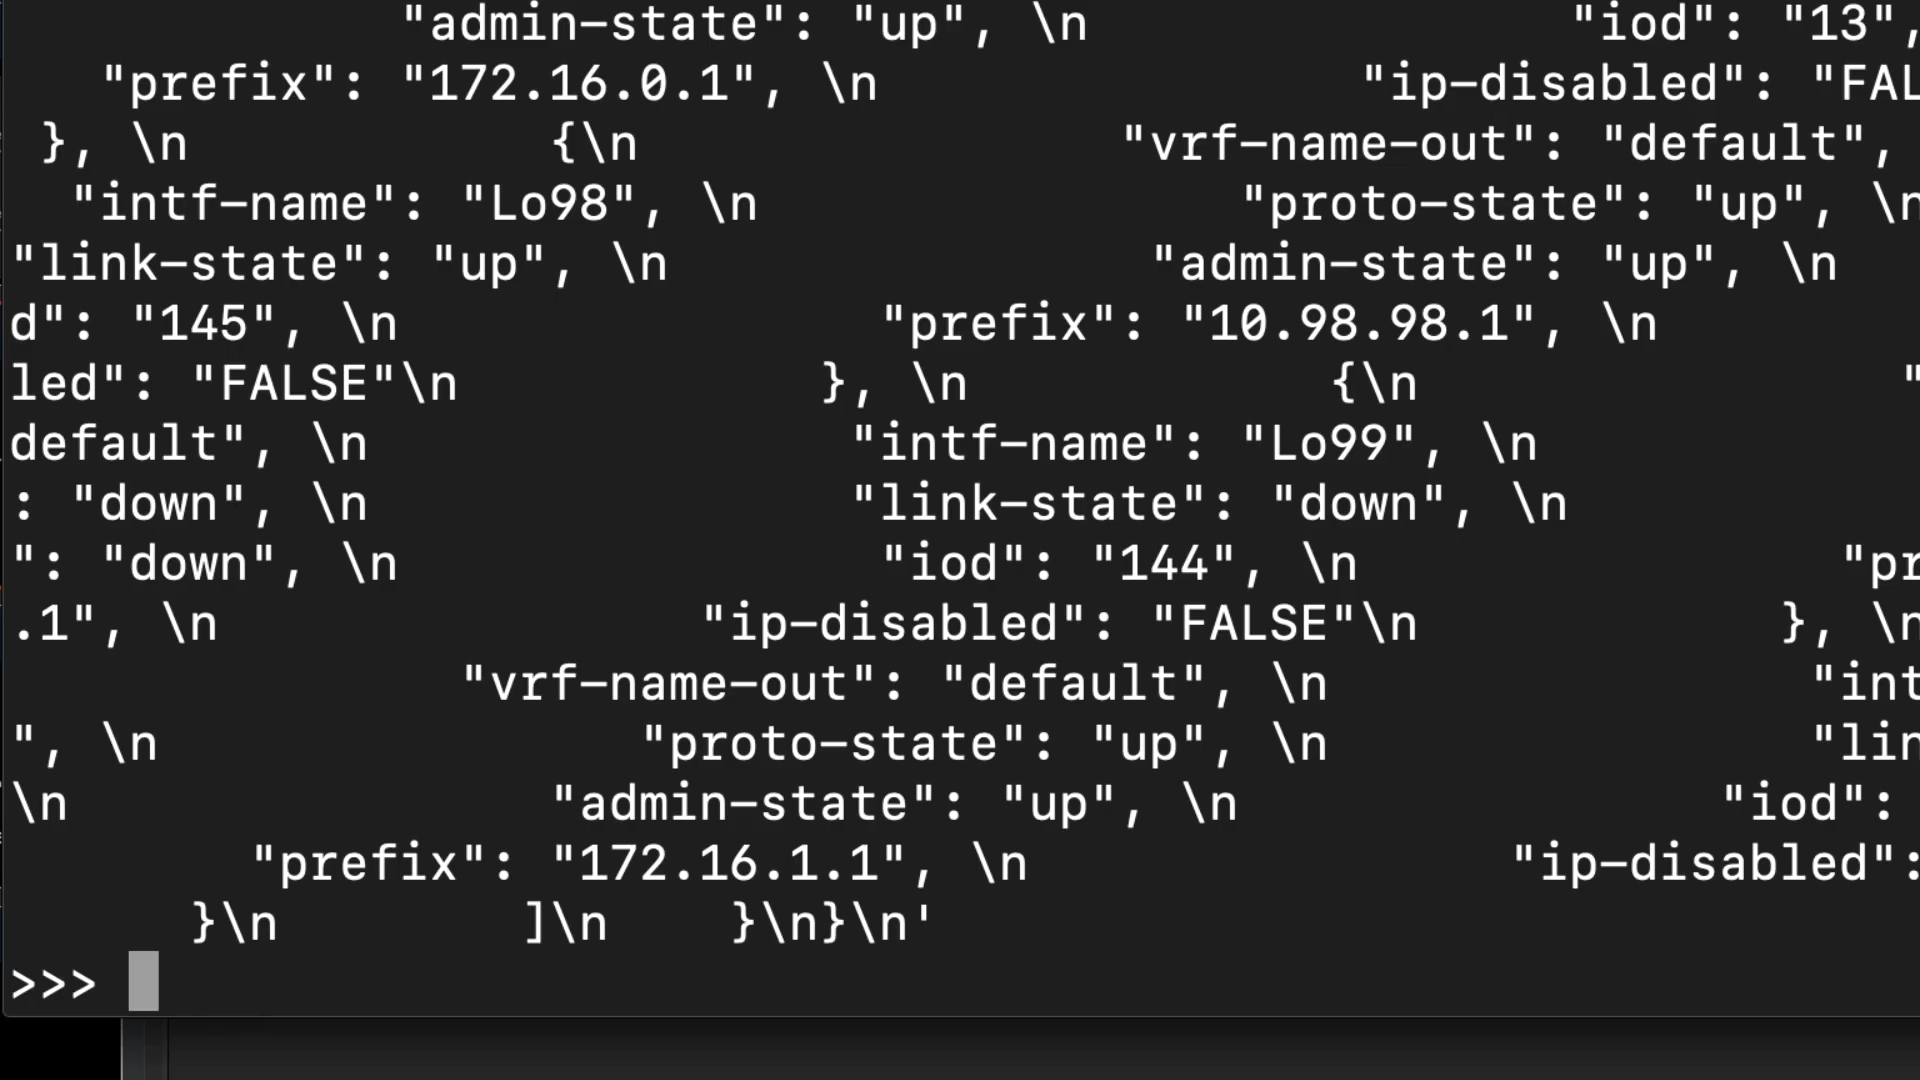 "admin-state": "up", \n "iod": "13",
"prefix": "172.16.0.1", \n "ip-disabled": "FAL
}, \n {\n "vrf-name-out": "default",
"intf-name": "Lo98", \n "proto-state": "up", \n
"link-state": "up", \n "admin-state": "up", \n
d": "145", \n "prefix": "10.98.98.1", \n
led": "FALSE"\n }, \n {\n "
default", \n "intf-name": "Lo99", \n
: "down", \n "link-state": "down", \n
": "down", \n "iod": "144", \n "pr
.1", \n "ip-disabled": "FALSE"\n }, \n
"vrf-name-out": "default", \n "int
", \n "proto-state": "up", \n "lin
\n "admin-state": "up", \n "iod":
"prefix": "172.16.1.1", \n "ip-disabled":
}\n ]\n }\n}\n'
>>>